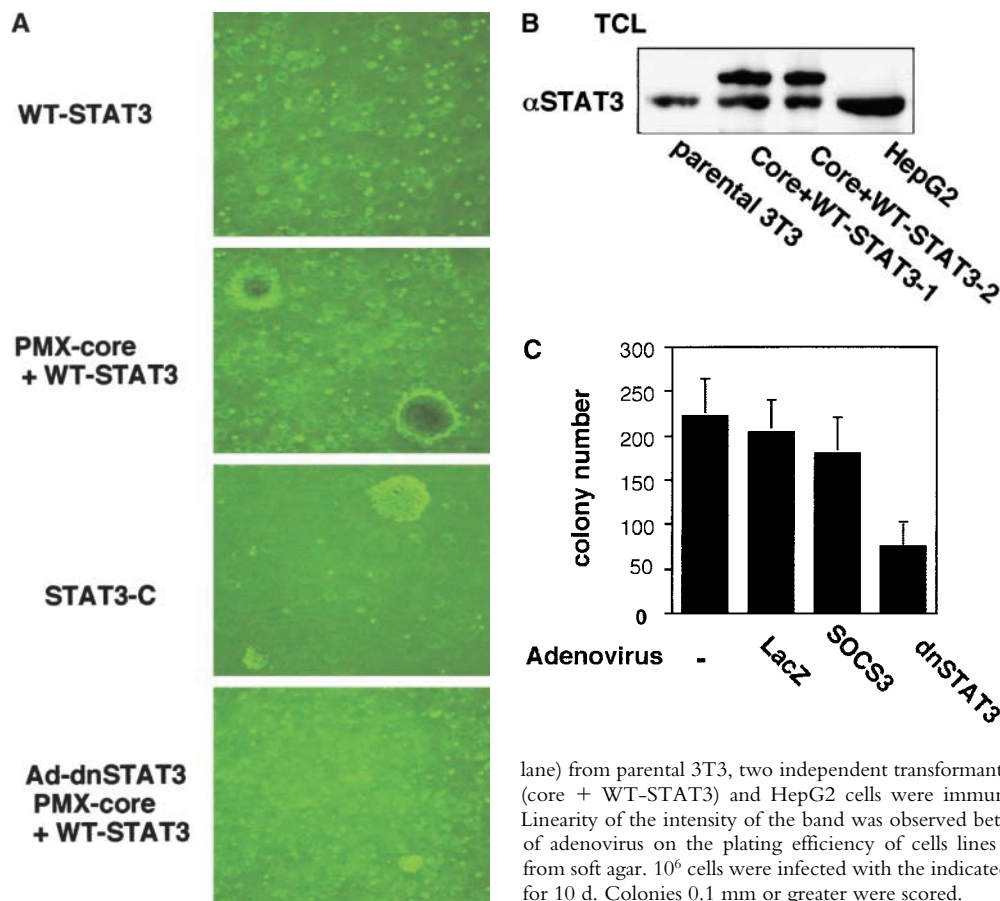 A
WT-STAT3
PMX-core
+ WT-STAT3
STAT3-C
Ad-dnSTAT3
PMX-core
+ WT-STAT3
B TCL
αSTAT3
parental 3T3
Core+WT-STAT3-1
Core+WT-STAT3-2
HepG2
C
300
250
200
150
100
50
0
colony number
Adenovirus - LacZ SOCS3 dnSTAT3
lane) from parental 3T3, two independent transformant
(core + WT-STAT3) and HepG2 cells were immun
Linearity of the intensity of the band was observed bet
of adenovirus on the plating efficiency of cells lines
from soft agar. 10⁶ cells were infected with the indicate
for 10 d. Colonies 0.1 mm or greater were scored.